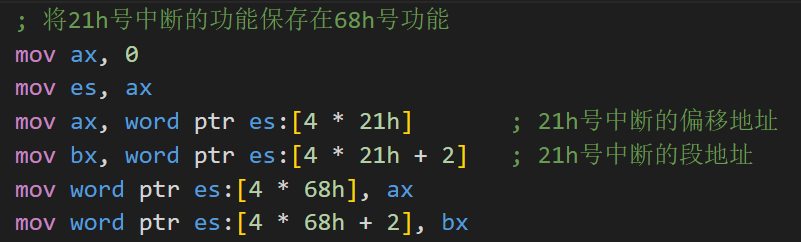 ; 将21h号中断的功能保存在68h号功能
mov ax, 0
mov es, ax
mov ax, word ptr es:[4 * 21h]       ; 21h号中断的偏移地址
mov bx, word ptr es:[4 * 21h + 2]   ; 21h号中断的段地址
mov word ptr es:[4 * 68h], ax
mov word ptr es:[4 * 68h + 2], bx